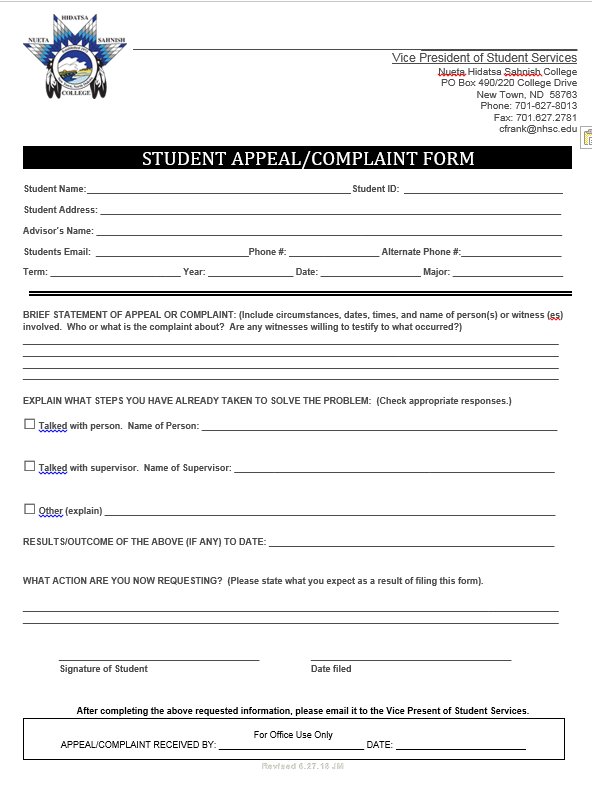 HIDATSA
NUETA SAHNISH
COLLEGE
Vice President of Student Services
Nueta Hidatsa Sahnish College
PO Box 490/220 College Drive
New Town, ND 58763
Phone: 701-627-8013
Fax: 701.627.2781
cfrank@nhsc.edu
STUDENT APPEAL/COMPLAINT FORM
Student Name: Student ID:
Student Address:
Advisor's Name:
Students Email: Phone #: Alternate Phone #:
Term: Year: Date: Major:
BRIEF STATEMENT OF APPEAL OR COMPLAINT: (Include circumstances, dates, times, and name of person(s) or witness (es)
involved. Who or what is the complaint about? Are any witnesses willing to testify to what occurred?)
EXPLAIN WHAT STEPS YOU HAVE ALREADY TAKEN TO SOLVE THE PROBLEM: (Check appropriate responses.)
☐ Talked with person. Name of Person:
☐ Talked with supervisor. Name of Supervisor:
☐ Other (explain)
RESULTS/OUTCOME OF THE ABOVE (IF ANY) TO DATE:
WHAT ACTION ARE YOU NOW REQUESTING? (Please state what you expect as a result of filing this form).
Signature of Student Date filed
After completing the above requested information, please email it to the Vice Present of Student Services.
For Office Use Only
APPEAL/COMPLAINT RECEIVED BY: DATE:
Revised 6.27.18 JM